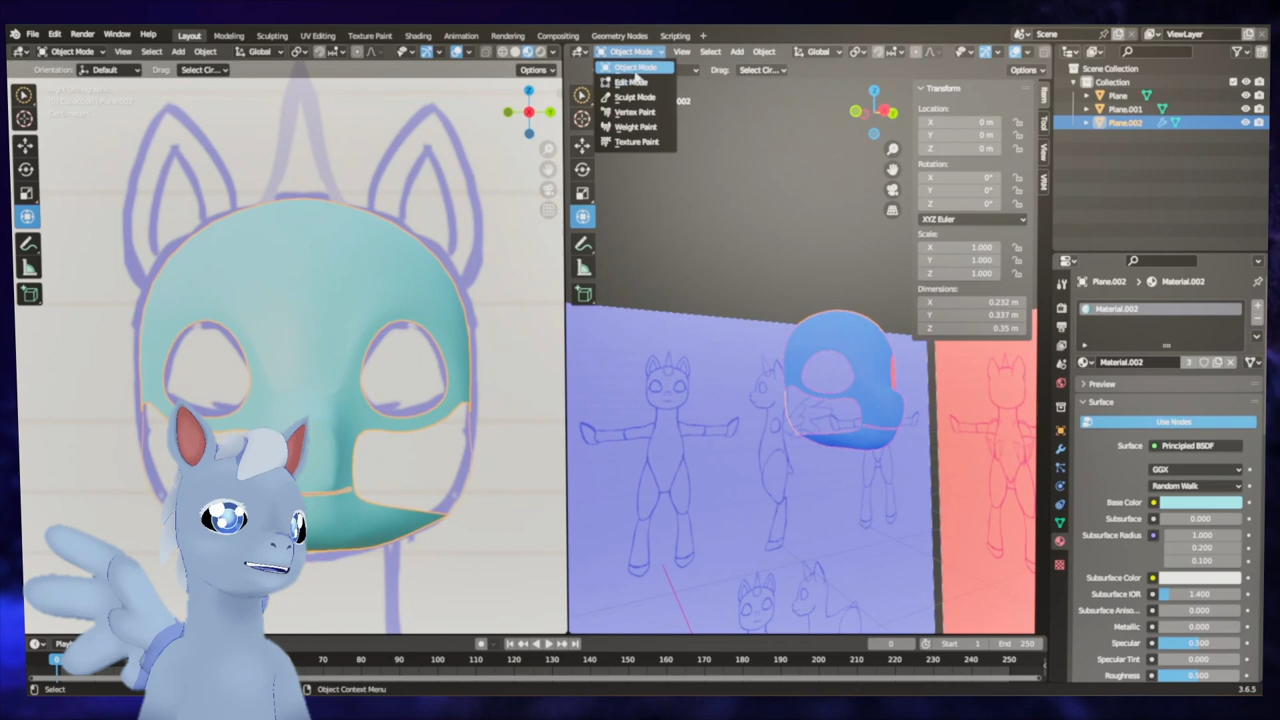 File Edit Render Window Help Layout Modeling Sculpting UV Editing Texture Paint Shading Animation Rendering Compositing Geometry Nodes Scripting + Scene ViewLayer
Object Mode View Select Add Object Global
Object Mode View Select Add Object Global
Orientation: Default Drag: Select Cir... Options
Drag: Select Cir... Options
Object Mode
Edit Mode
Sculpt Mode
Vertex Paint
Weight Paint
Texture Paint
002
Transform
Location:
X 0 m
Y 0 m
Z 0 m
Rotation:
X 0°
Y 0°
Z 0°
XYZ Euler
Scale:
X 1.000
Y 1.000
Z 1.000
Dimensions:
X 0.232 m
Y 0.337 m
Z 0.35 m
Item
Tool
View
VRM
Scene Collection
Collection
Plane
Plane.001
Plane.002
Plane.002 > Material.002
Material.002
Material.002 3
Preview
Surface
Use Nodes
Surface Principled BSDF
GGX
Random Walk
Base Color
Subsurface 0.000
Subsurface Radius 1.000
0.200
0.100
Subsurface Color
Subsurface IOR 1.400
Subsurface Aniso... 0.000
Metallic 0.000
Specular 0.500
Specular Tint 0.000
Roughness 0.500
0 Start 1 End 250
0 70 80 90 100 110 120 130 140 150 160 170 180 190 200 210 220 230 240 250
Select Object Context Menu 3.6.5